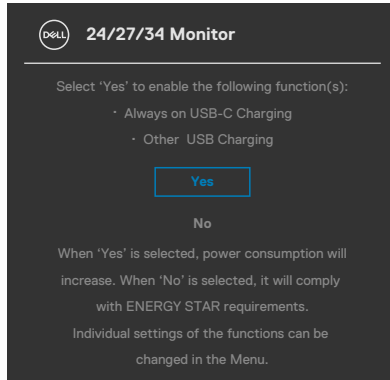 DELL
24/27/34 Monitor
Select ‘Yes’ to enable the following function(s):
· Always on USB-C Charging
· Other USB Charging
Yes
No
When ‘Yes’ is selected, power consumption will
increase. When ‘No’ is selected, it will comply
with ENERGY STAR requirements.
Individual settings of the functions can be
changed in the Menu.